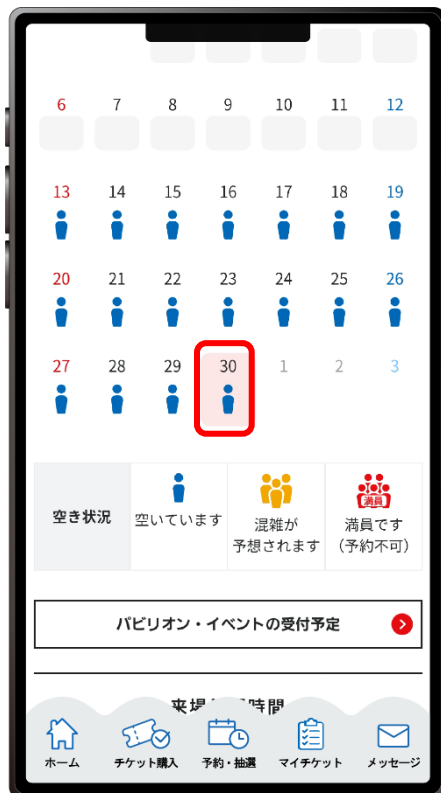 6 7 8 9 10 11 12
13 14 15 16 17 18 19
20 21 22 23 24 25 26
27 28 29 30 1 2 3
空き状況
空いています
混雑が
予想されます
満員
満員です
(予約不可)
パビリオン・イベントの受付予定
ホーム
チケット購入
予約・抽選
マイチケット
メッセージ